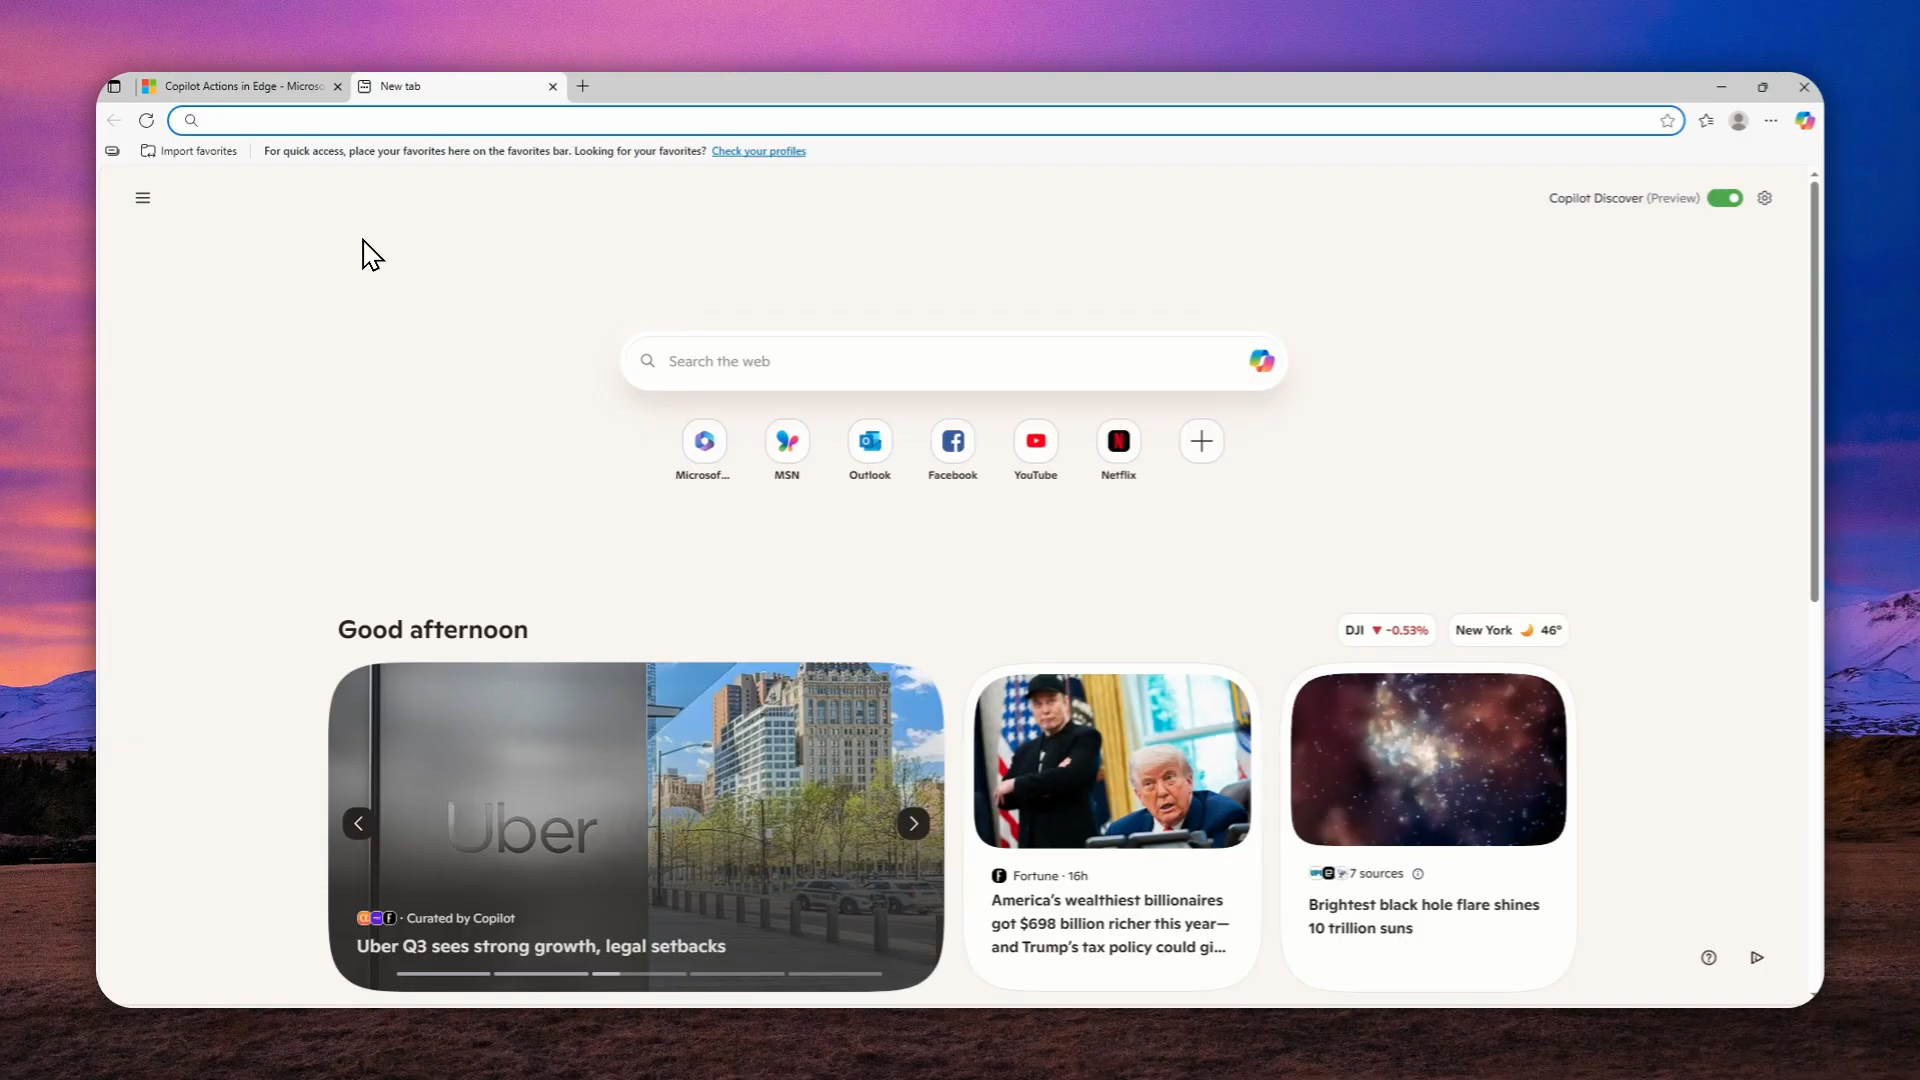 Copilot Actions in Edge - Micros
New tab
Import favorites
For quick access, place your favorites here on the favorites bar. Looking for your favorites? Check your profiles
Copilot Discover (Preview)
Search the web
Microsof...
MSN
Outlook
Facebook
YouTube
Netflix
Good afternoon
DJI ▼ -0.53%
New York 46°
Uber
· Curated by Copilot
Uber Q3 sees strong growth, legal setbacks
Fortune · 16h
America's wealthiest billionaires
got $698 billion richer this year—
and Trump's tax policy could gi...
7 sources
Brightest black hole flare shines
10 trillion suns